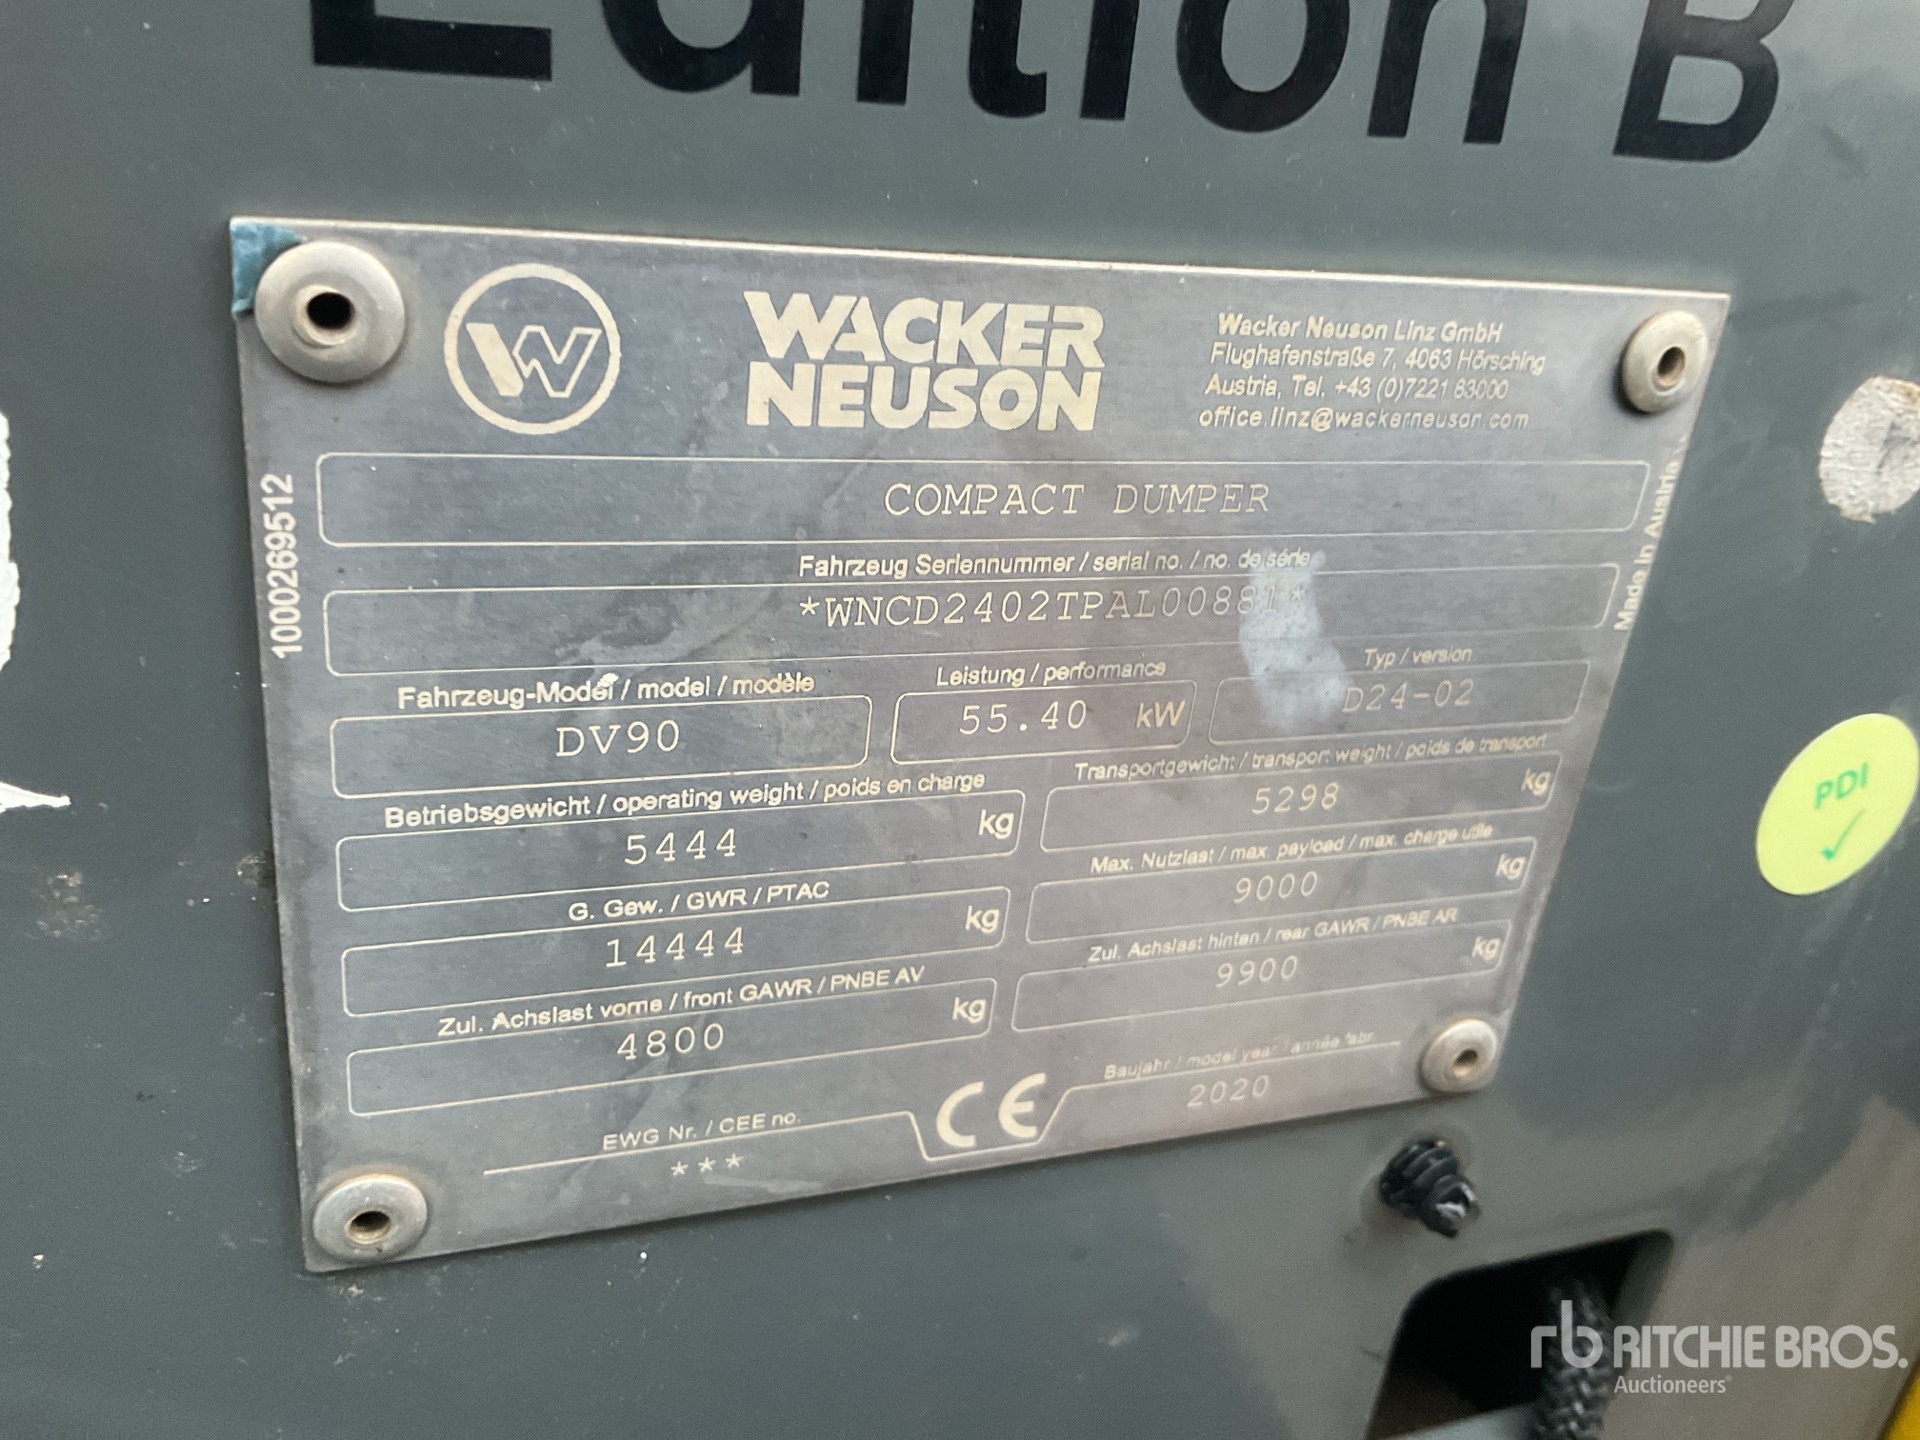 Edition B
WACKER
NEUSON
Wacker Neuson Linz GmbH
Flughafenstraße 7, 4063 Hörsching
Austria, Tel. +43 (0)7221 63000
office.linz@wackerneuson.com
1000269512
Made in Austria
COMPACT DUMPER
Fahrzeug Seriennummer / serial no. / no. de série
*WNCD2402TPAL00881*
Fahrzeug-Model / model / modèle
DV90
Leistung / performance
55.40 kW
Typ / version
D24-02
Betriebsgewicht / operating weight / poids en charge
5444 kg
Transportgewicht / transport weight / poids de transport
5298 kg
G. Gew. / GWR / PTAC
14444 kg
Max. Nutzlast / max. payload / max. charge utile
9000 kg
Zul. Achslast vorne / front GAWR / PNBE AV
4800 kg
Zul. Achslast hinten / rear GAWR / PNBE AR
9900 kg
EWG Nr. / CEE no.
***
CE
Baujahr / model year / année fabr.
2020
PDI
rb RITCHIE BROS.
Auctioneers